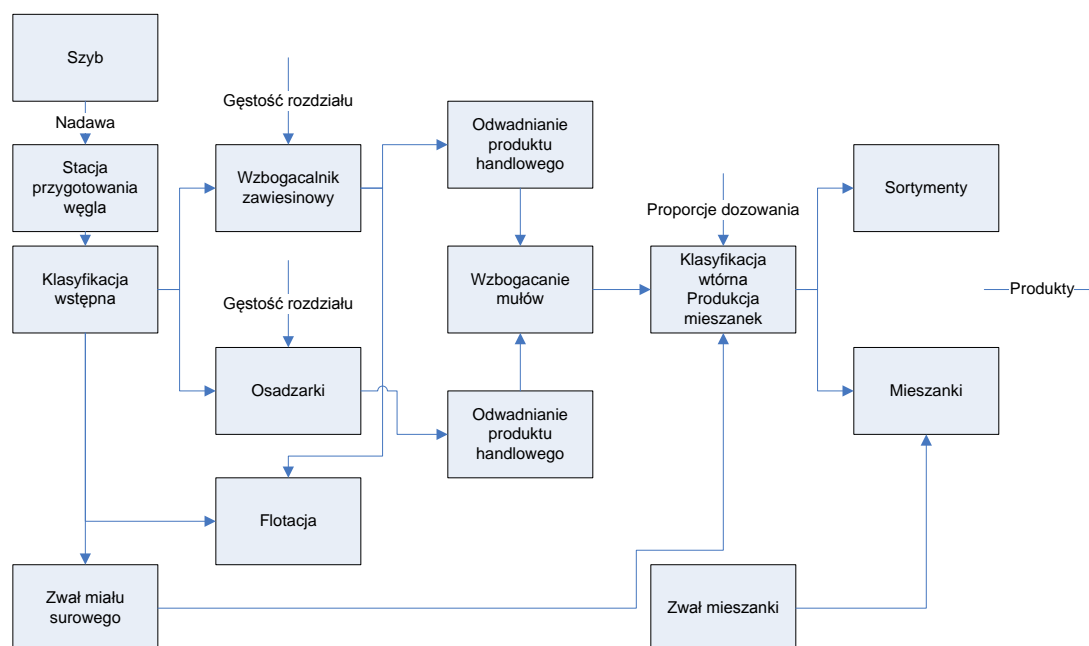 Szyb
Nadawa
Stacja
przygotowania
węgla
Klasyfikacja
wstępna
Gęstość rozdziału
Wzbogacalnik
zawiesinowy
Gęstość rozdziału
Osadzarki
Flotacja
Zwał miału
surowego
Odwadnianie
produktu
handlowego
Wzbogacanie
mułów
Odwadnianie
produktu
handlowego
Proporcje dozowania
Klasyfikacja
wtórna
Produkcja
mieszanek
Zwał mieszanki
Sortymenty
Produkty
Mieszanki